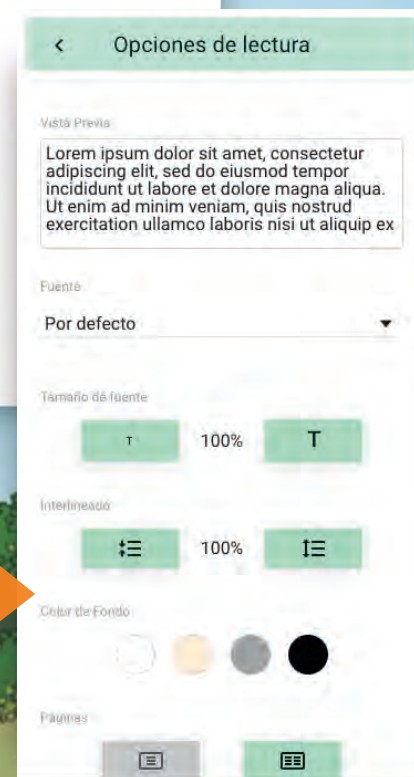 Opciones de lectura
Vista Previa
Lorem ipsum dolor sit amet, consectetur
adipiscing elit, sed do eiusmod tempor
incididunt ut labore et dolore magna aliqua.
Ut enim ad minim veniam, quis nostrud
exercitation ullamco laboris nisi ut aliquip ex
Fuente
Por defecto
Tamaño de fuente
T 100% T
Interlineado
100%
Color de Fondo
Páginas